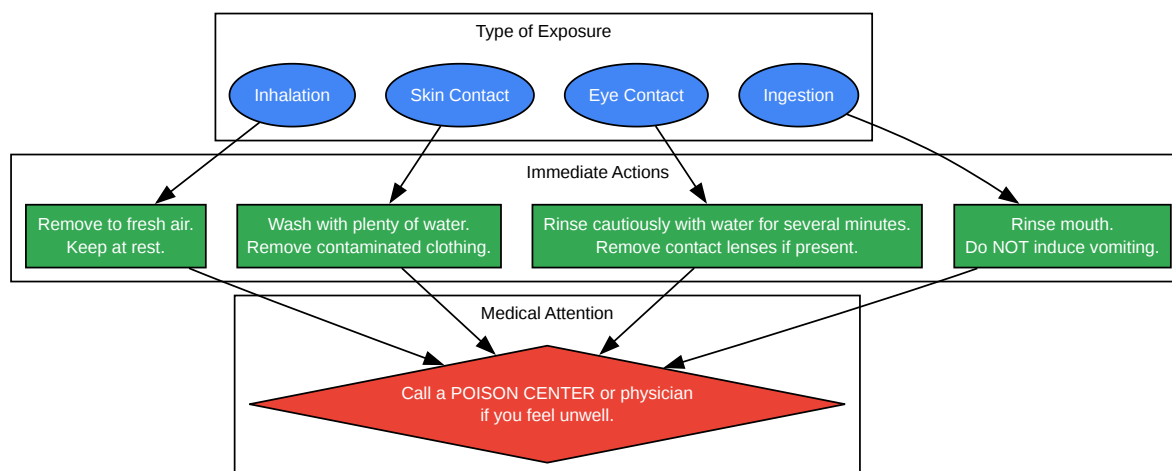 Type of Exposure
Inhalation
Skin Contact
Eye Contact
Ingestion
Immediate Actions
Remove to fresh air.
Keep at rest.
Wash with plenty of water.
Remove contaminated clothing.
Rinse cautiously with water for several minutes.
Remove contact lenses if present.
Rinse mouth.
Do NOT induce vomiting.
Medical Attention
Call a POISON CENTER or physician
if you feel unwell.